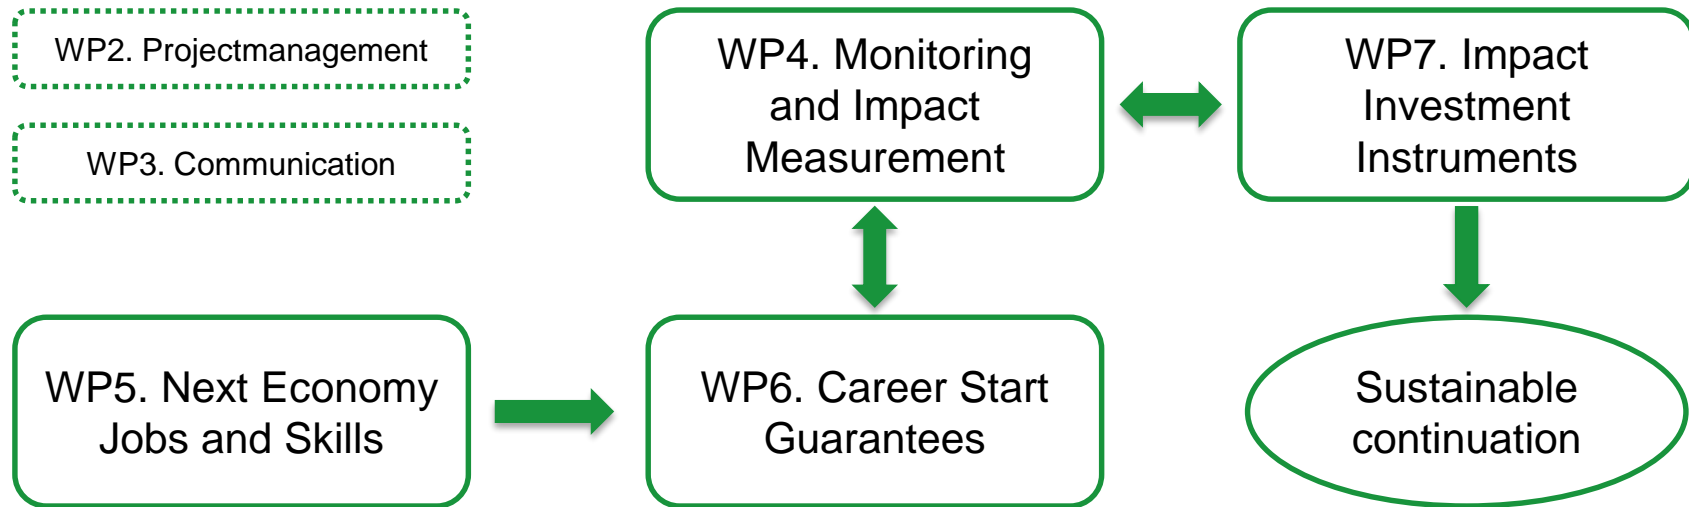 WP2. Projectmanagement
WP3. Communication
WP4. Monitoring
and Impact
Measurement
WP7. Impact
Investment
Instruments
WP5. Next Economy
Jobs and Skills
WP6. Career Start
Guarantees
Sustainable
continuation